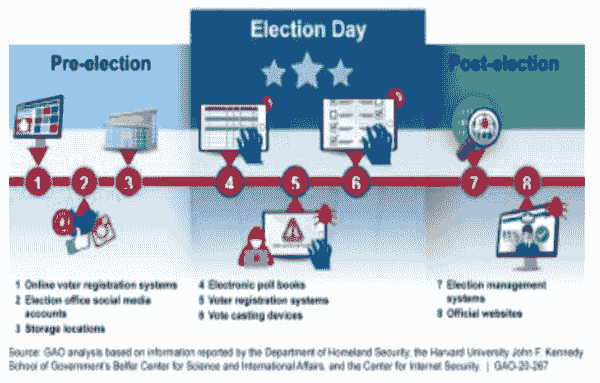 Election Day
Pre-election
Post-election
1
2
3
4
5
6
7
8
1 Online voter registration systems
2 Election office social media
accounts
3 Storage locations
4 Electronic poll books
5 Voter registration systems
6 Vote casting devices
7 Election management
systems
8 Official websites
Source: GAO analysis based on information reported by the Department of Homeland Security, the Harvard University John F. Kennedy
School of Government's Belfer Center for Science and International Affairs, and the Center for Internet Security. | GAO-20-267